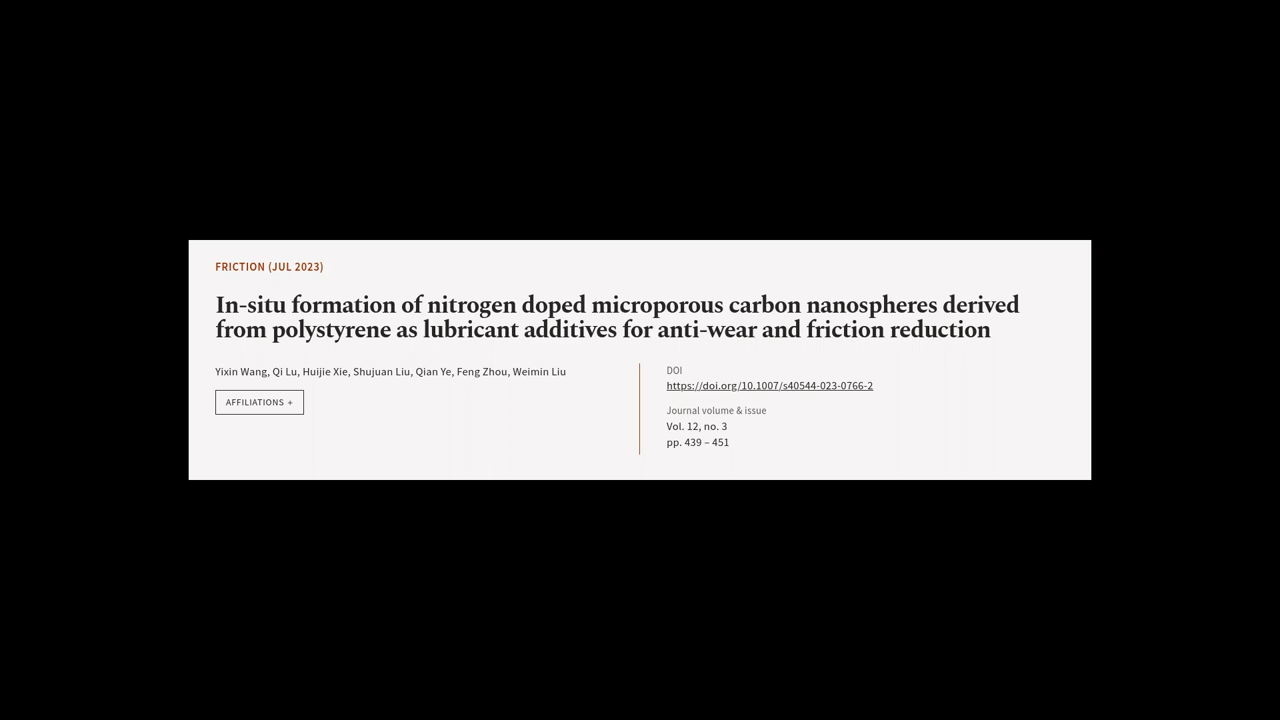 FRICTION (JUL 2023)
In-situ formation of nitrogen doped microporous carbon nanospheres derived
from polystyrene as lubricant additives for anti-wear and friction reduction
Yixin Wang, Qi Lu, Huijie Xie, Shujuan Liu, Qian Ye, Feng Zhou, Weimin Liu
AFFILIATIONS +
DOI
https://doi.org/10.1007/s40544-023-0766-2
Journal volume & issue
Vol. 12, no. 3
pp. 439 – 451